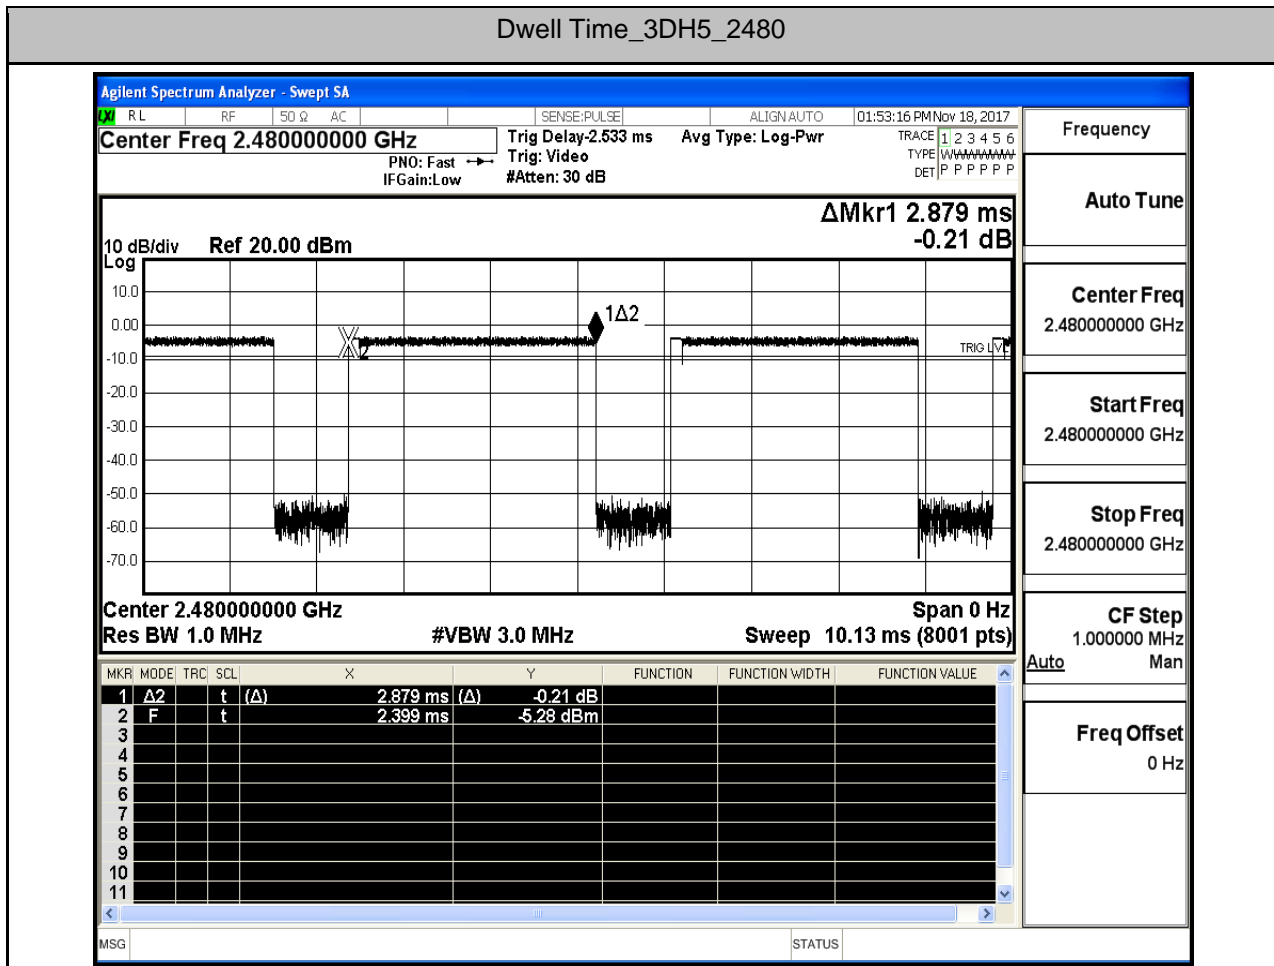 Dwell Time_3DH5_2480
Agilent Spectrum Analyzer - Swept SA
LXI RL RF 50 Ω AC SENSE:PULSE ALIGN AUTO 01:53:16 PM Nov 18, 2017
Center Freq 2.480000000 GHz
PNO: Fast
IFGain:Low
Trig Delay-2.533 ms
Trig: Video
#Atten: 30 dB
Avg Type: Log-Pwr
TRACE 1 2 3 4 5 6
TYPE WWWWWWW
DET P P P P P P
ΔMkr1 2.879 ms
-0.21 dB
10 dB/div Ref 20.00 dBm
Log
10.0
0.00
-10.0
-20.0
-30.0
-40.0
-50.0
-60.0
-70.0
1Δ2
2
TRIG LVL
Center 2.480000000 GHz Span 0 Hz
Res BW 1.0 MHz #VBW 3.0 MHz Sweep 10.13 ms (8001 pts)
MKR MODE TRC SCL X Y FUNCTION FUNCTION WIDTH FUNCTION VALUE
1 Δ2 t (Δ) 2.879 ms (Δ) -0.21 dB
2 F t 2.399 ms -5.28 dBm
3
4
5
6
7
8
9
10
11
MSG STATUS
Frequency
Auto Tune
Center Freq
2.480000000 GHz
Start Freq
2.480000000 GHz
Stop Freq
2.480000000 GHz
CF Step
1.000000 MHz
Auto Man
Freq Offset
0 Hz